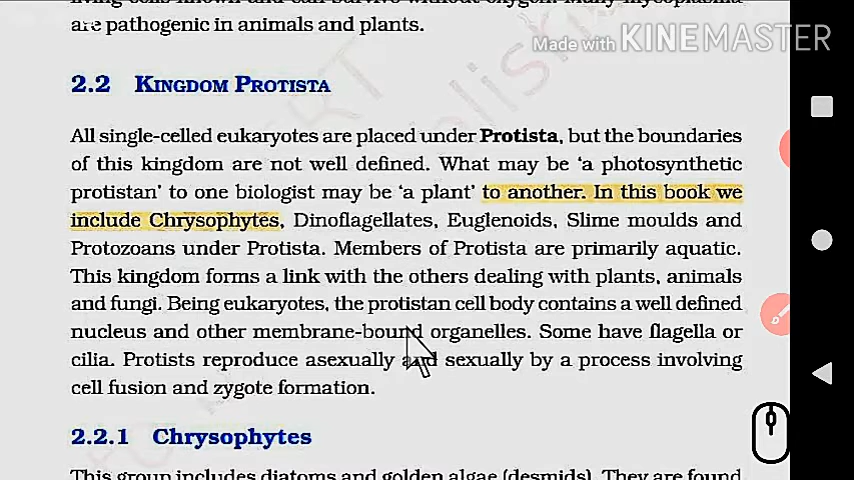 are pathogenic in animals and plants.
Made with KINEMASTER
2.2 KINGDOM PROTISTA
All single-celled eukaryotes are placed under Protista, but the boundaries
of this kingdom are not well defined. What may be ‘a photosynthetic
protistan’ to one biologist may be ‘a plant’ to another. In this book we
include Chrysophytes, Dinoflagellates, Euglenoids, Slime moulds and
Protozoans under Protista. Members of Protista are primarily aquatic.
This kingdom forms a link with the others dealing with plants, animals
and fungi. Being eukaryotes, the protistan cell body contains a well defined
nucleus and other membrane-bound organelles. Some have flagella or
cilia. Protists reproduce asexually and sexually by a process involving
cell fusion and zygote formation.
2.2.1 Chrysophytes
This group includes diatoms and golden algae (desmids). They are found